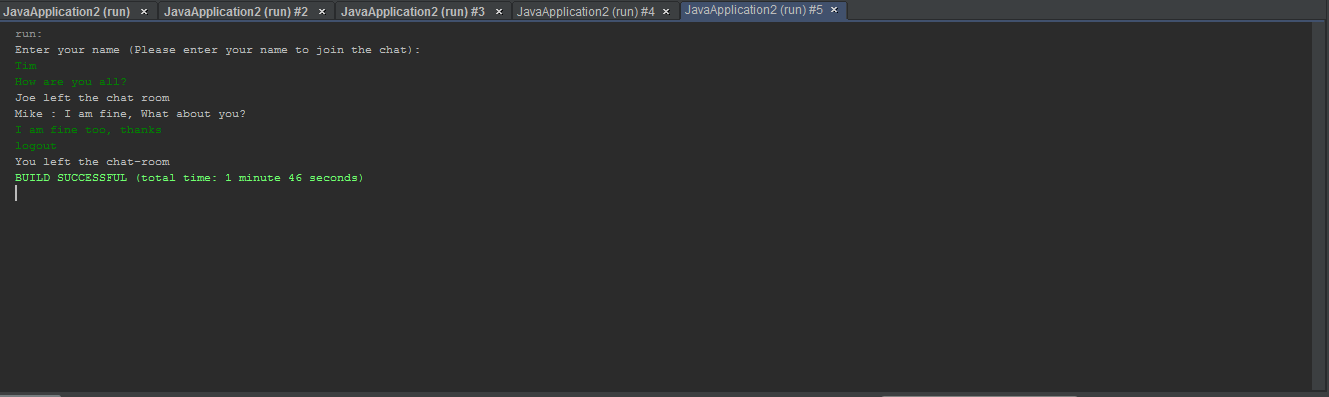 JavaApplication2 (run) × JavaApplication2 (run) #2 × JavaApplication2 (run) #3 × JavaApplication2 (run) #4 × JavaApplication2 (run) #5 ×
run:
Enter your name (Please enter your name to join the chat):
Tim
How are you all?
Joe left the chat room
Mike : I am fine, What about you?
I am fine too, thanks
logout
You left the chat-room
BUILD SUCCESSFUL (total time: 1 minute 46 seconds)